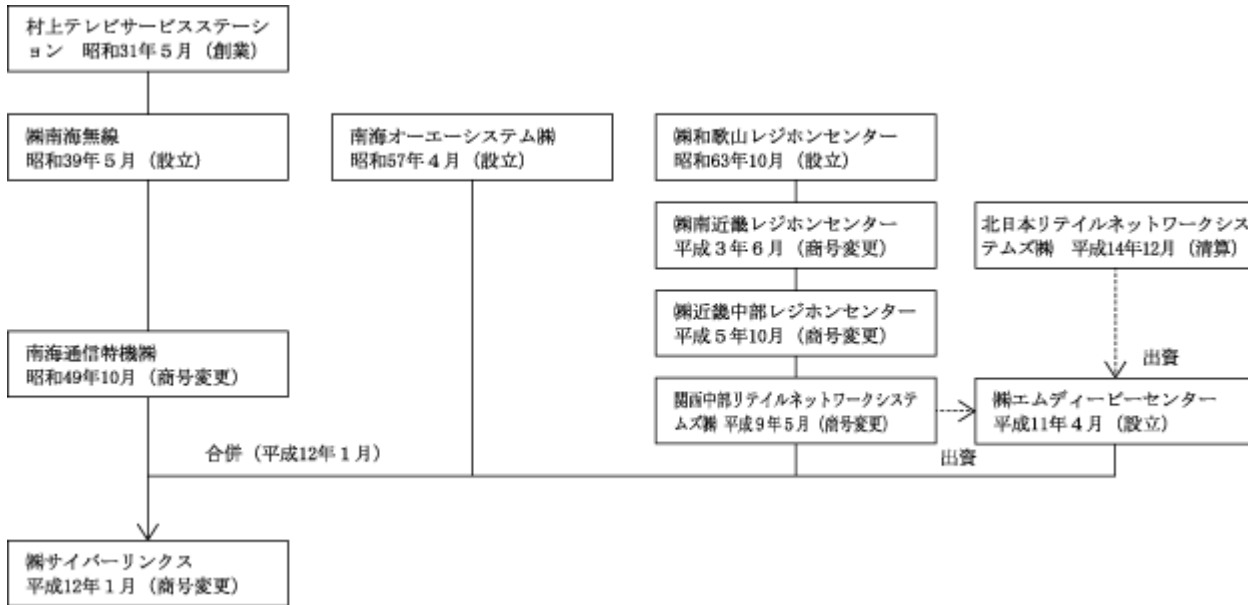 村上テレビサービスステーシ
ョン　昭和31年５月（創業）
㈱南海無線
昭和39年５月（設立）
南海オーエーシステム㈱
昭和57年４月（設立）
㈱和歌山レジホンセンター
昭和63年10月（設立）
㈱南近畿レジホンセンター
平成３年６月（商号変更）
北日本リテイルネットワークシス
テムズ㈱　平成14年12月（清算）
㈱近畿中部レジホンセンター
平成５年10月（商号変更）
南海通信特機㈱
昭和49年10月（商号変更）
出資
関西中部リテイルネットワークシステ
ムズ㈱ 平成９年５月（商号変更）
㈱エムディービーセンター
平成11年４月（設立）
合併（平成12年１月）
出資
㈱サイバーリンクス
平成12年１月（商号変更）